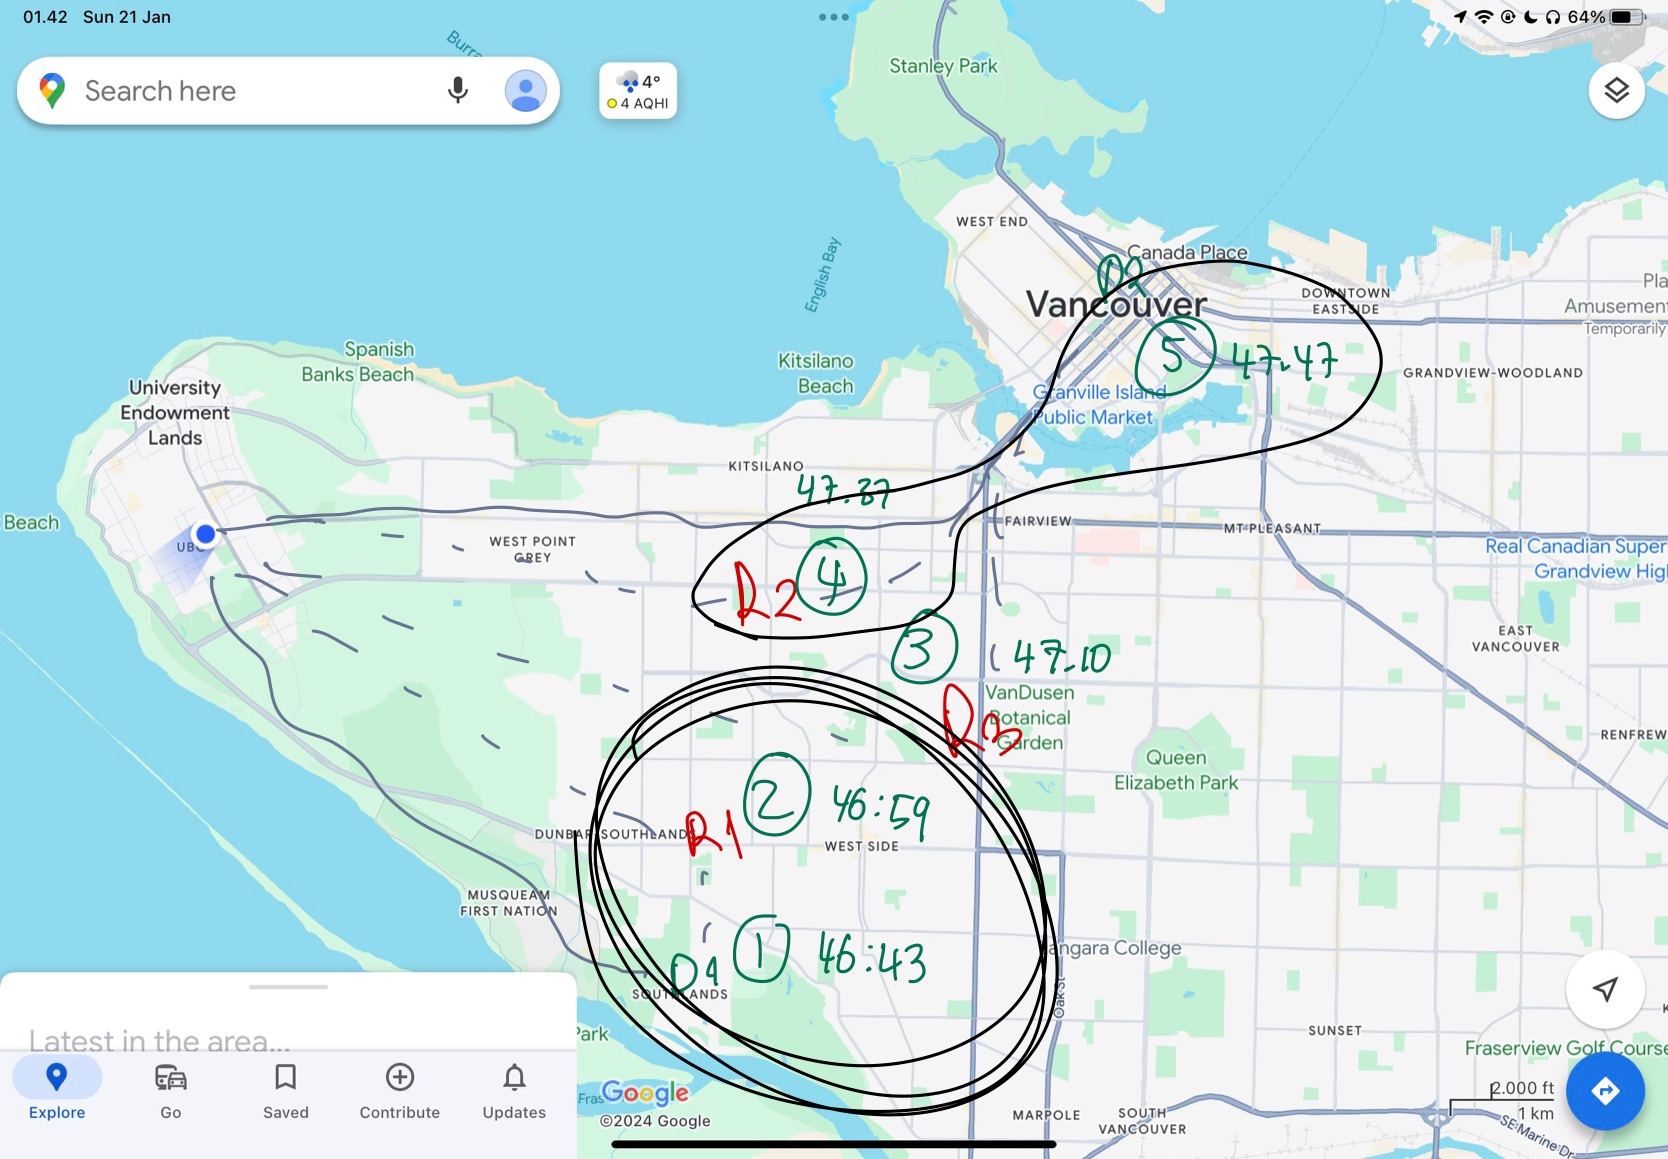 01.42 Sun 21 Jan
64%
Search here
4°
4 AQHI
Stanley Park
WEST END
Canada Place
D2
Vancouver
DOWNTOWN
EASTSIDE
English Bay
Spanish
Banks Beach
Kitsilano
Beach
University
Endowment
Lands
5 47.47
GRANDVIEW-WOODLAND
Granville Island
Public Market
Temporarily
KITSILANO
47.37
Beach
UBC
WEST POINT
GREY
FAIRVIEW
MT PLEASANT
Real Canadian Super
Grandview High
R2 4
3
47.10
EAST
VANCOUVER
VanDusen
Botanical
Garden
R3
Queen
Elizabeth Park
RENFREW
2 46:59
R1
DUNBAR-SOUTHLANDS
WEST SIDE
MUSQUEAM
FIRST NATION
1 46:43
D1
SOUTHLANDS
Langara College
Oak St
Latest in the area...
Park
SUNSET
Fraserview Golf Course
Google
©2024 Google
MARPOLE
SOUTH
VANCOUVER
2.000 ft
1 km
SE Marine Dr
Explore
Go
Saved
Contribute
Updates